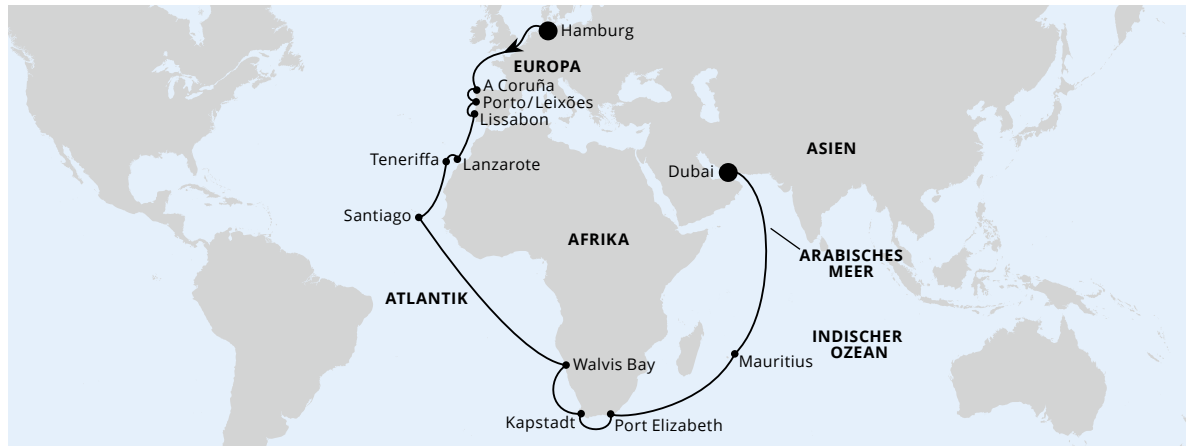 Hamburg
EUROPA
A Coruña
Porto/Leixões
Lissabon
Teneriffa
Lanzarote
ASIEN
Dubai
Santiago
AFRIKA
ARABISCHES
MEER
ATLANTIK
INDISCHER
OZEAN
Walvis Bay
Mauritius
Kapstadt
Port Elizabeth